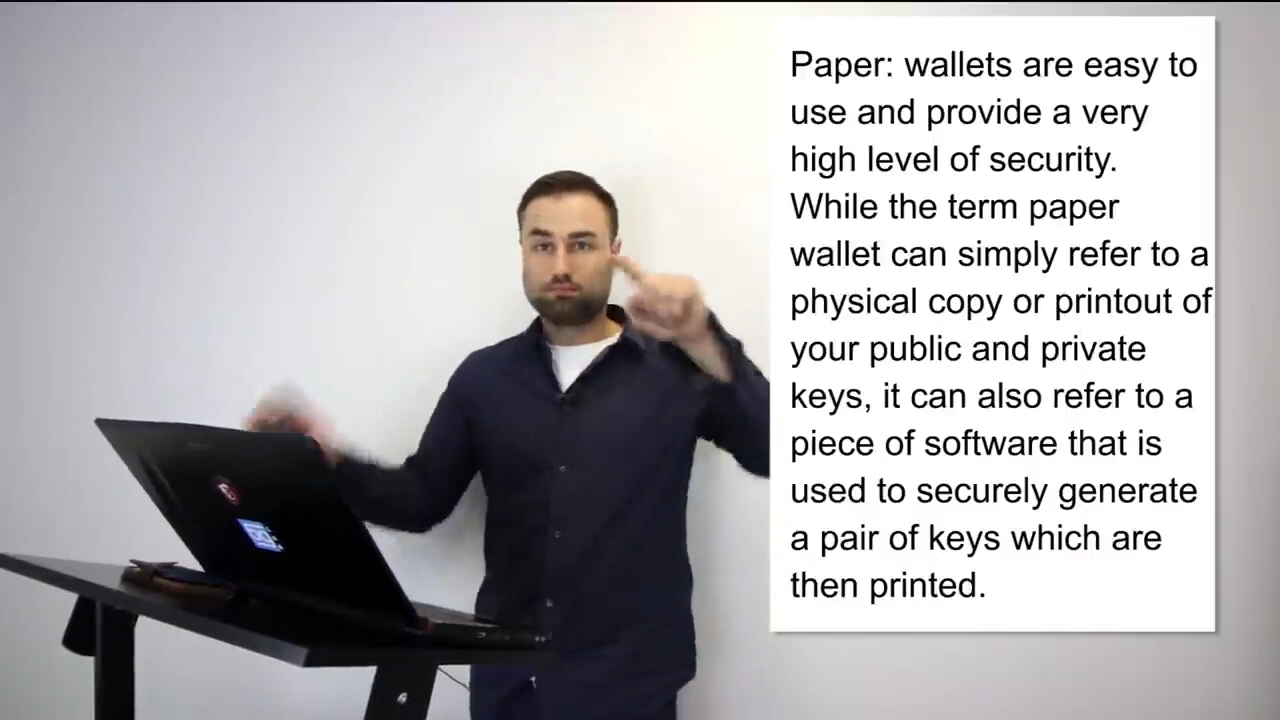 Paper: wallets are easy to
use and provide a very
high level of security.
While the term paper
wallet can simply refer to a
physical copy or printout of
your public and private
keys, it can also refer to a
piece of software that is
used to securely generate
a pair of keys which are
then printed.